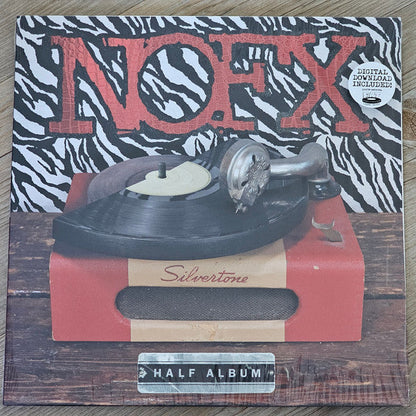 NOFX
DIGITAL
DOWNLOAD
INCLUDED!
Silvertone
HALF ALBUM